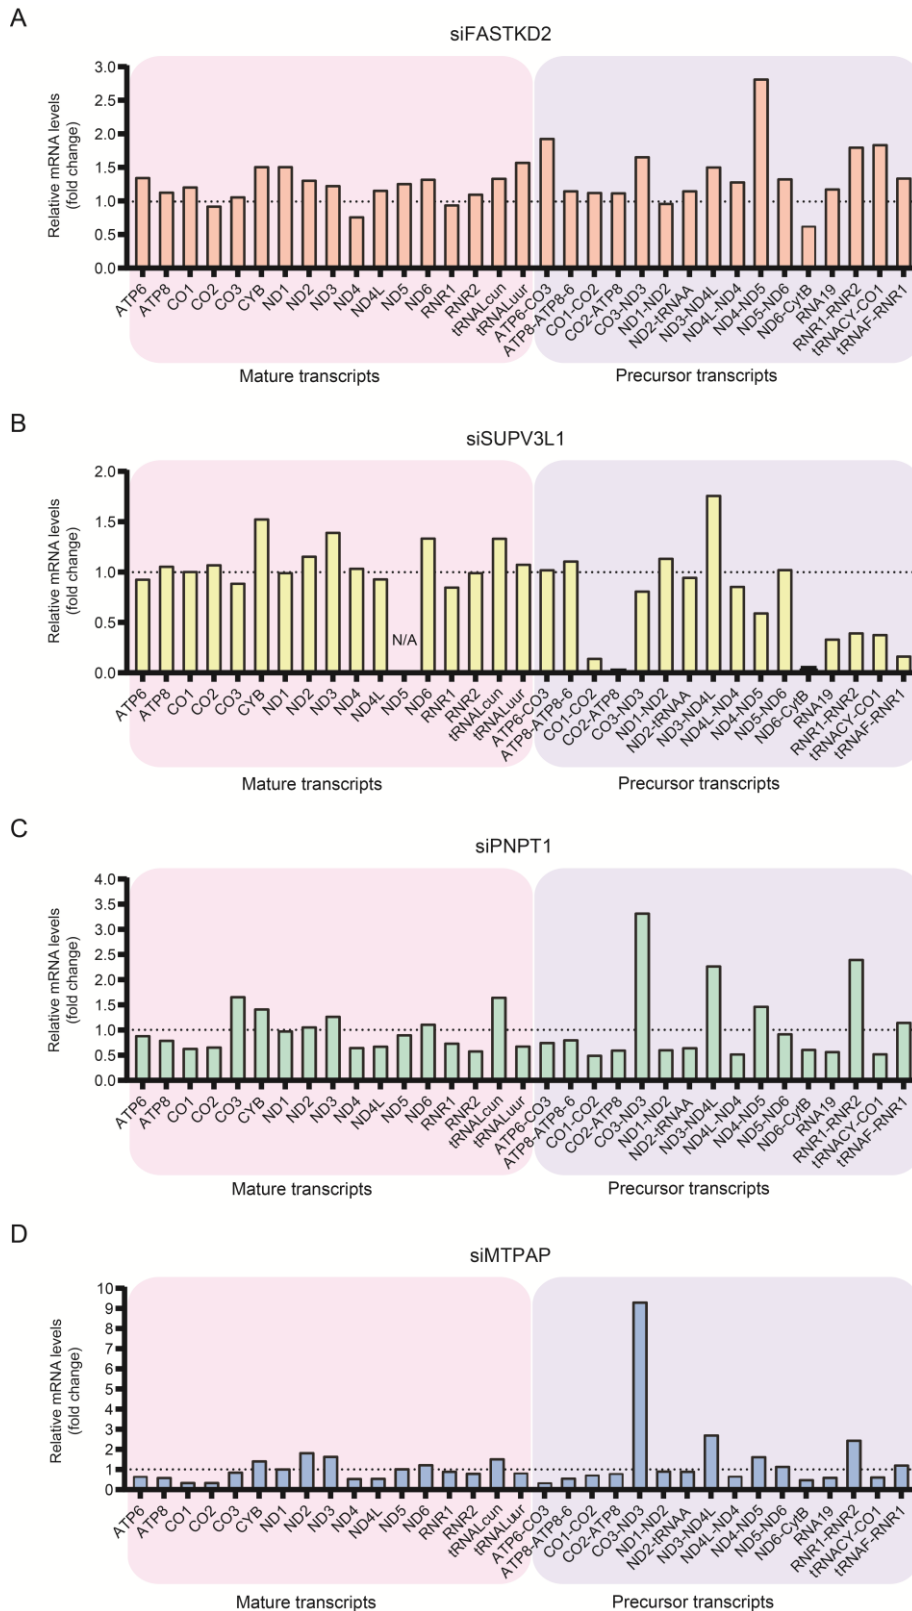 A
siFASTKD2
Relative mRNA levels
(fold change)
3.0
2.5
2.0
1.5
1.0
0.5
0.0
ATP6
ATP8
CO1
CO2
CO3
CYB
ND1
ND2
ND3
ND4
ND4L
ND5
ND6
RNR1
RNR2
tRNALcun
tRNALuur
ATP6-CO3
ATP8-ATP8-6
CO1-CO2
CO2-ATP8
CO3-ND3
ND1-ND2
ND2-tRNAA
ND3-ND4L
ND4L-ND4
ND4-ND5
ND5-ND6
ND6-CytB
RNA19
RNR1-RNR2
tRNACY-CO1
tRNAF-RNR1
Mature transcripts
Precursor transcripts
B
siSUPV3L1
Relative mRNA levels
(fold change)
2.0
1.5
1.0
0.5
0.0
N/A
ATP6
ATP8
CO1
CO2
CO3
CYB
ND1
ND2
ND3
ND4
ND4L
ND5
ND6
RNR1
RNR2
tRNALcun
tRNALuur
ATP6-CO3
ATP8-ATP8-6
CO1-CO2
CO2-ATP8
CO3-ND3
ND1-ND2
ND2-tRNAA
ND3-ND4L
ND4L-ND4
ND4-ND5
ND5-ND6
ND6-CytB
RNA19
RNR1-RNR2
tRNACY-CO1
tRNAF-RNR1
Mature transcripts
Precursor transcripts
C
siPNPT1
Relative mRNA levels
(fold change)
4.0
3.5
3.0
2.5
2.0
1.5
1.0
0.5
0.0
ATP6
ATP8
CO1
CO2
CO3
CYB
ND1
ND2
ND3
ND4
ND4L
ND5
ND6
RNR1
RNR2
tRNALcun
tRNALuur
ATP6-CO3
ATP8-ATP8-6
CO1-CO2
CO2-ATP8
CO3-ND3
ND1-ND2
ND2-tRNAA
ND3-ND4L
ND4L-ND4
ND4-ND5
ND5-ND6
ND6-CytB
RNA19
RNR1-RNR2
tRNACY-CO1
tRNAF-RNR1
Mature transcripts
Precursor transcripts
D
siMTPAP
Relative mRNA levels
(fold change)
10
9
8
7
6
5
4
3
2
1
0
ATP6
ATP8
CO1
CO2
CO3
CYB
ND1
ND2
ND3
ND4
ND4L
ND5
ND6
RNR1
RNR2
tRNALcun
tRNALuur
ATP6-CO3
ATP8-ATP8-6
CO1-CO2
CO2-ATP8
CO3-ND3
ND1-ND2
ND2-tRNAA
ND3-ND4L
ND4L-ND4
ND4-ND5
ND5-ND6
ND6-CytB
RNA19
RNR1-RNR2
tRNACY-CO1
tRNAF-RNR1
Mature transcripts
Precursor transcripts